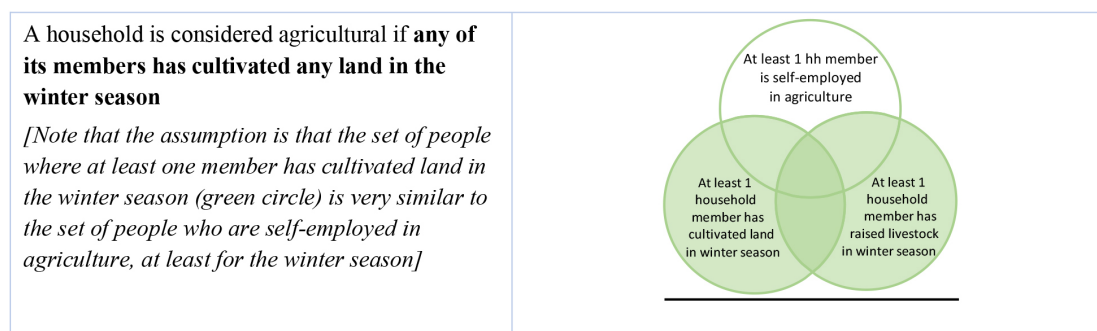 A household is considered agricultural if any of
its members has cultivated any land in the
winter season
[Note that the assumption is that the set of people
where at least one member has cultivated land in
the winter season (green circle) is very similar to
the set of people who are self-employed in
agriculture, at least for the winter season]
At least 1 hh member
is self-employed
in agriculture
At least 1
household
member has
cultivated land
in winter season
At least 1
household
member has
raised livestock
in winter season